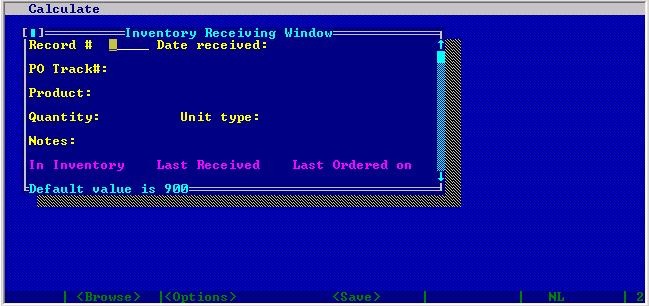 Calculate
Inventory Receiving Window
Record # Date received:
PO Track#:
Product:
Quantity: Unit type:
Notes:
In Inventory Last Received Last Ordered on
Default value is 900
| <Browse> |<Options> <Save> | | NL | 2